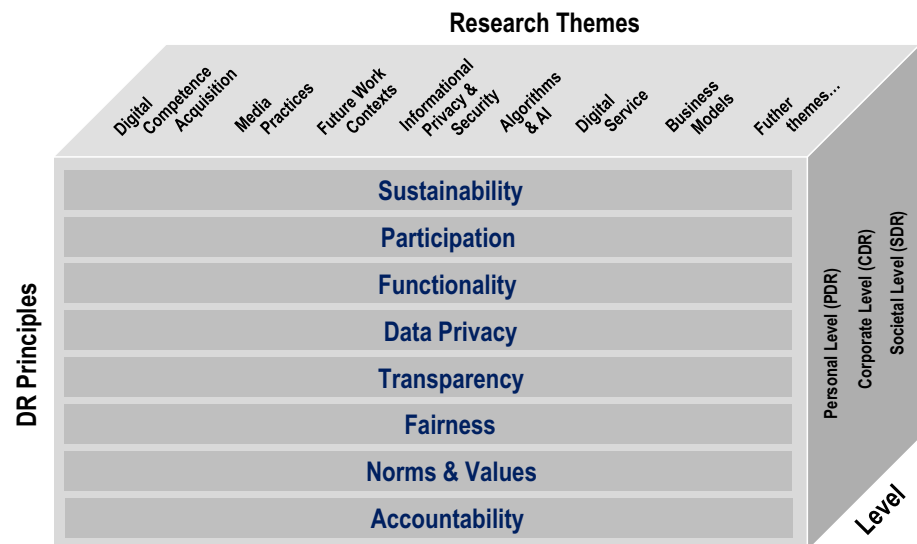 Research Themes
Digital
Competence
Acquisition
Media
Practices
Future Work
Contexts
Informational
Privacy &
Security
Algorithms
& AI
Digital
Service
Business
Models
Futher
themes...
DR Principles
Sustainability
Participation
Functionality
Data Privacy
Transparency
Fairness
Norms & Values
Accountability
Personal Level (PDR)
Corporate Level (CDR)
Societal Level (SDR)
Level